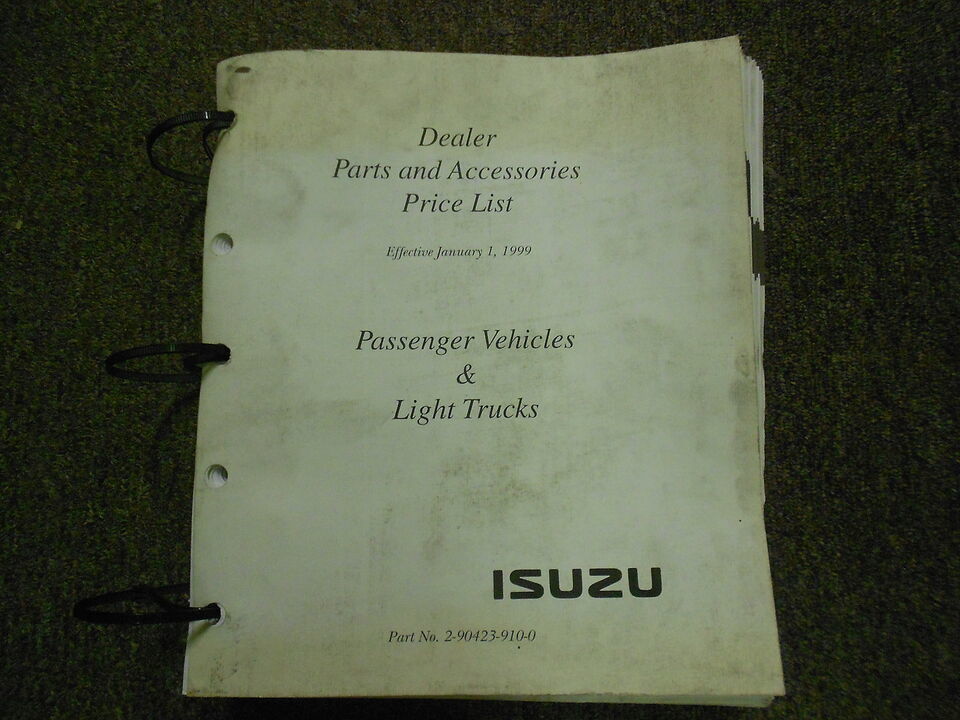 Dealer
Parts and Accessories
Price List
Effective January 1, 1999
Passenger Vehicles
&
Light Trucks
ISUZU
Part No. 2-90423-910-0